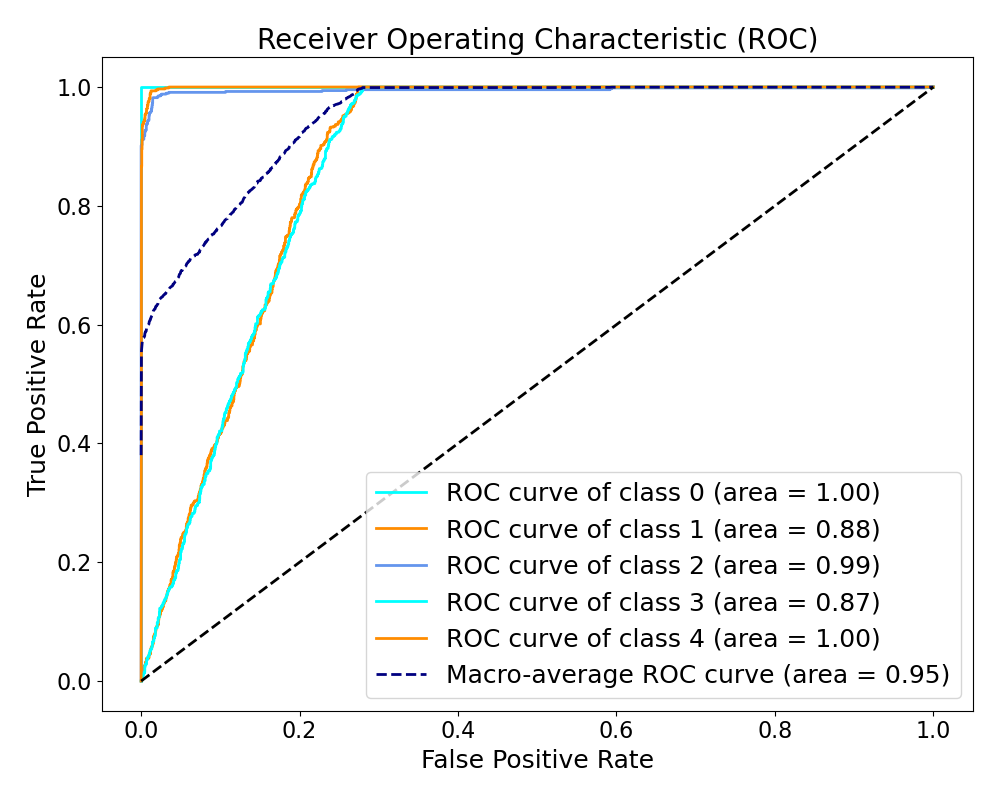 Receiver Operating Characteristic (ROC)
True Positive Rate
1.0
0.8
0.6
0.4
0.2
0.0
ROC curve of class 0 (area = 1.00)
ROC curve of class 1 (area = 0.88)
ROC curve of class 2 (area = 0.99)
ROC curve of class 3 (area = 0.87)
ROC curve of class 4 (area = 1.00)
Macro-average ROC curve (area = 0.95)
0.0 0.2 0.4 0.6 0.8 1.0
False Positive Rate